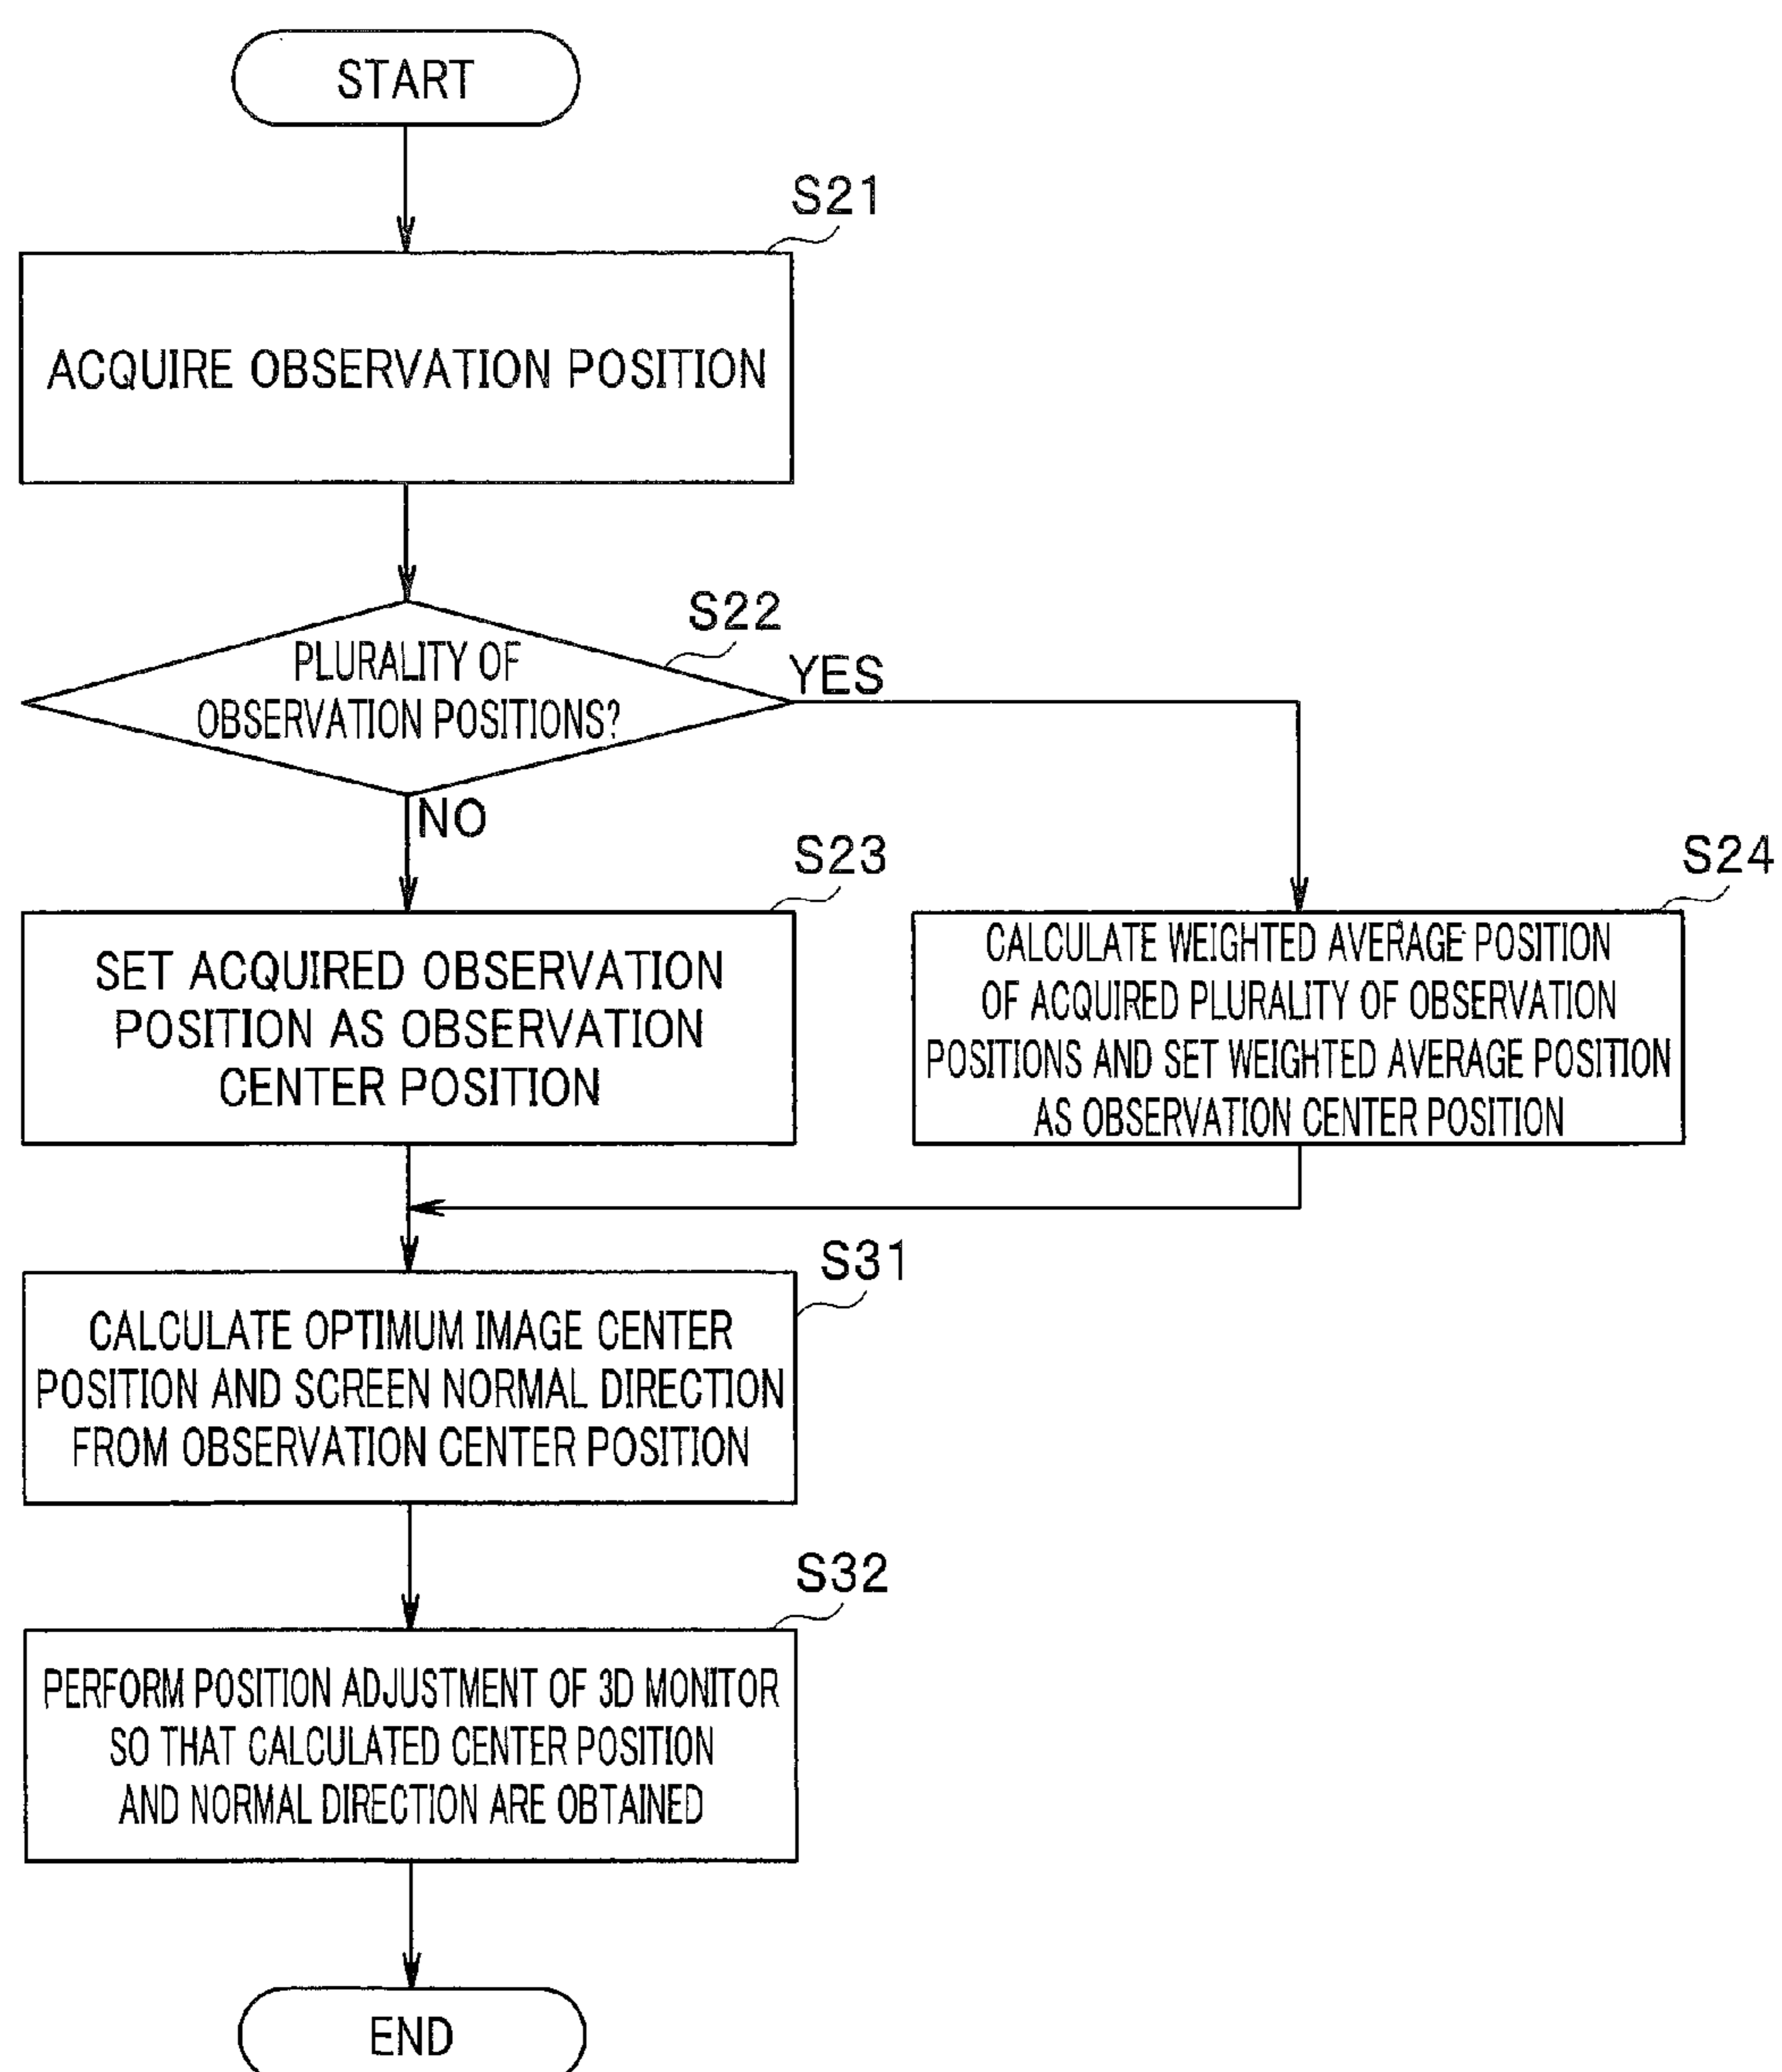 START
S21
ACQUIRE OBSERVATION POSITION
S22
PLURALITY OF
OBSERVATION POSITIONS?
YES
NO
S23
SET ACQUIRED OBSERVATION
POSITION AS OBSERVATION
CENTER POSITION
S24
CALCULATE WEIGHTED AVERAGE POSITION
OF ACQUIRED PLURALITY OF OBSERVATION
POSITIONS AND SET WEIGHTED AVERAGE POSITION
AS OBSERVATION CENTER POSITION
S31
CALCULATE OPTIMUM IMAGE CENTER
POSITION AND SCREEN NORMAL DIRECTION
FROM OBSERVATION CENTER POSITION
S32
PERFORM POSITION ADJUSTMENT OF 3D MONITOR
SO THAT CALCULATED CENTER POSITION
AND NORMAL DIRECTION ARE OBTAINED
END